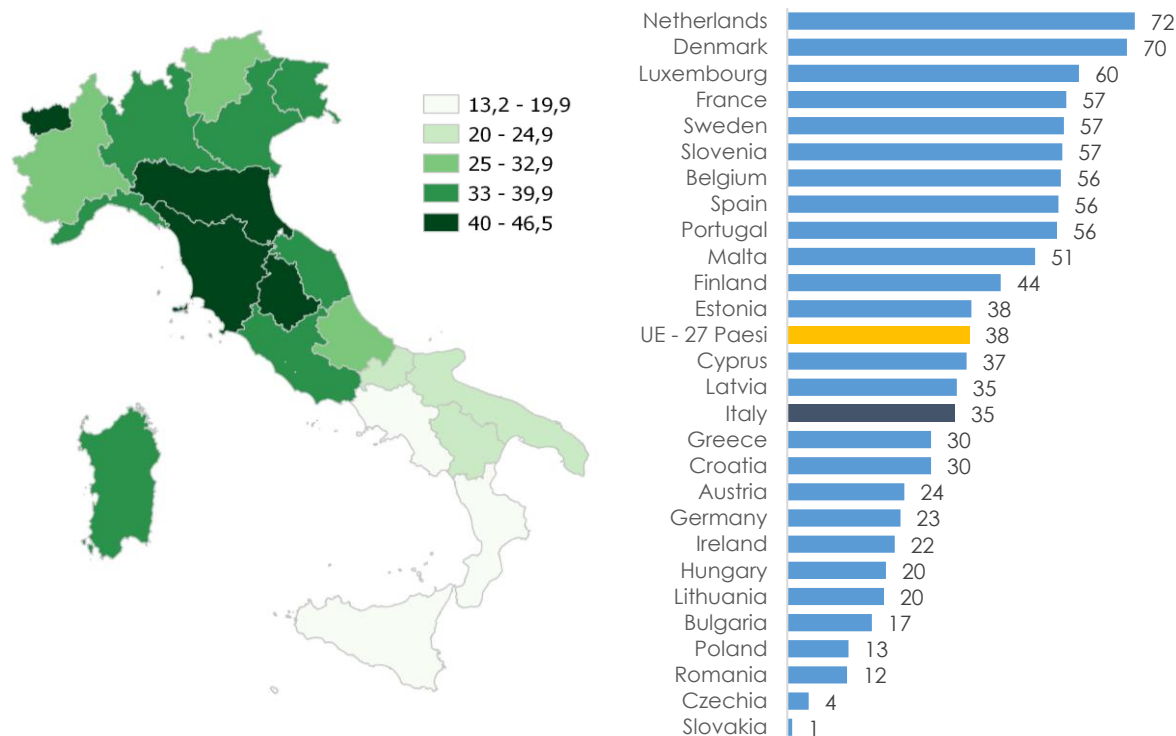 13,2 - 19,9
20 - 24,9
25 - 32,9
33 - 39,9
40 - 46,5
Netherlands 72
Denmark 70
Luxembourg 60
France 57
Sweden 57
Slovenia 57
Belgium 56
Spain 56
Portugal 56
Malta 51
Finland 44
Estonia 38
UE - 27 Paesi 38
Cyprus 37
Latvia 35
Italy 35
Greece 30
Croatia 30
Austria 24
Germany 23
Ireland 22
Hungary 20
Lithuania 20
Bulgaria 17
Poland 13
Romania 12
Czechia 4
Slovakia 1